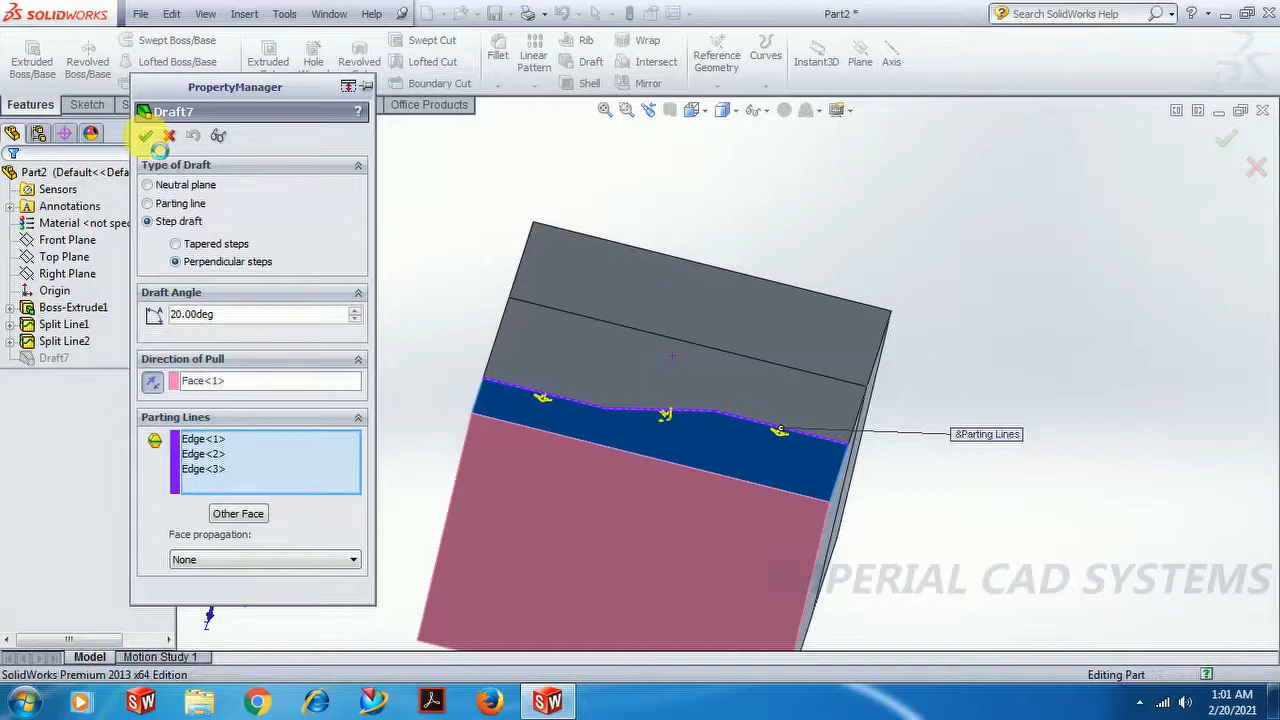 SOLIDWORKS
File Edit View Insert Tools Window Help
Part2 *
Search SolidWorks Help
Extruded Boss/Base
Revolved Boss/Base
Swept Boss/Base
Lofted Boss/Base
Extruded
Hole
Revolved
Swept Cut
Lofted Cut
Boundary Cut
Fillet
Linear Pattern
Rib
Draft
Shell
Wrap
Intersect
Mirror
Reference Geometry
Curves
Instant3D
Plane
Axis
Features
Sketch
Office Products
PropertyManager
Draft7
?
Type of Draft
Neutral plane
Parting line
Step draft
Tapered steps
Perpendicular steps
Draft Angle
20.00deg
Direction of Pull
Face<1>
Parting Lines
Edge<1>
Edge<2>
Edge<3>
Other Face
Face propagation:
None
Part2 (Default<<Defa
Sensors
Annotations
Material <not spec
Front Plane
Top Plane
Right Plane
Origin
Boss-Extrude1
Split Line1
Split Line2
Draft7
&Parting Lines
PERIAL CAD SYSTEMS
Model
Motion Study 1
SolidWorks Premium 2013 x64 Edition
Editing Part
1:01 AM
2/20/2021